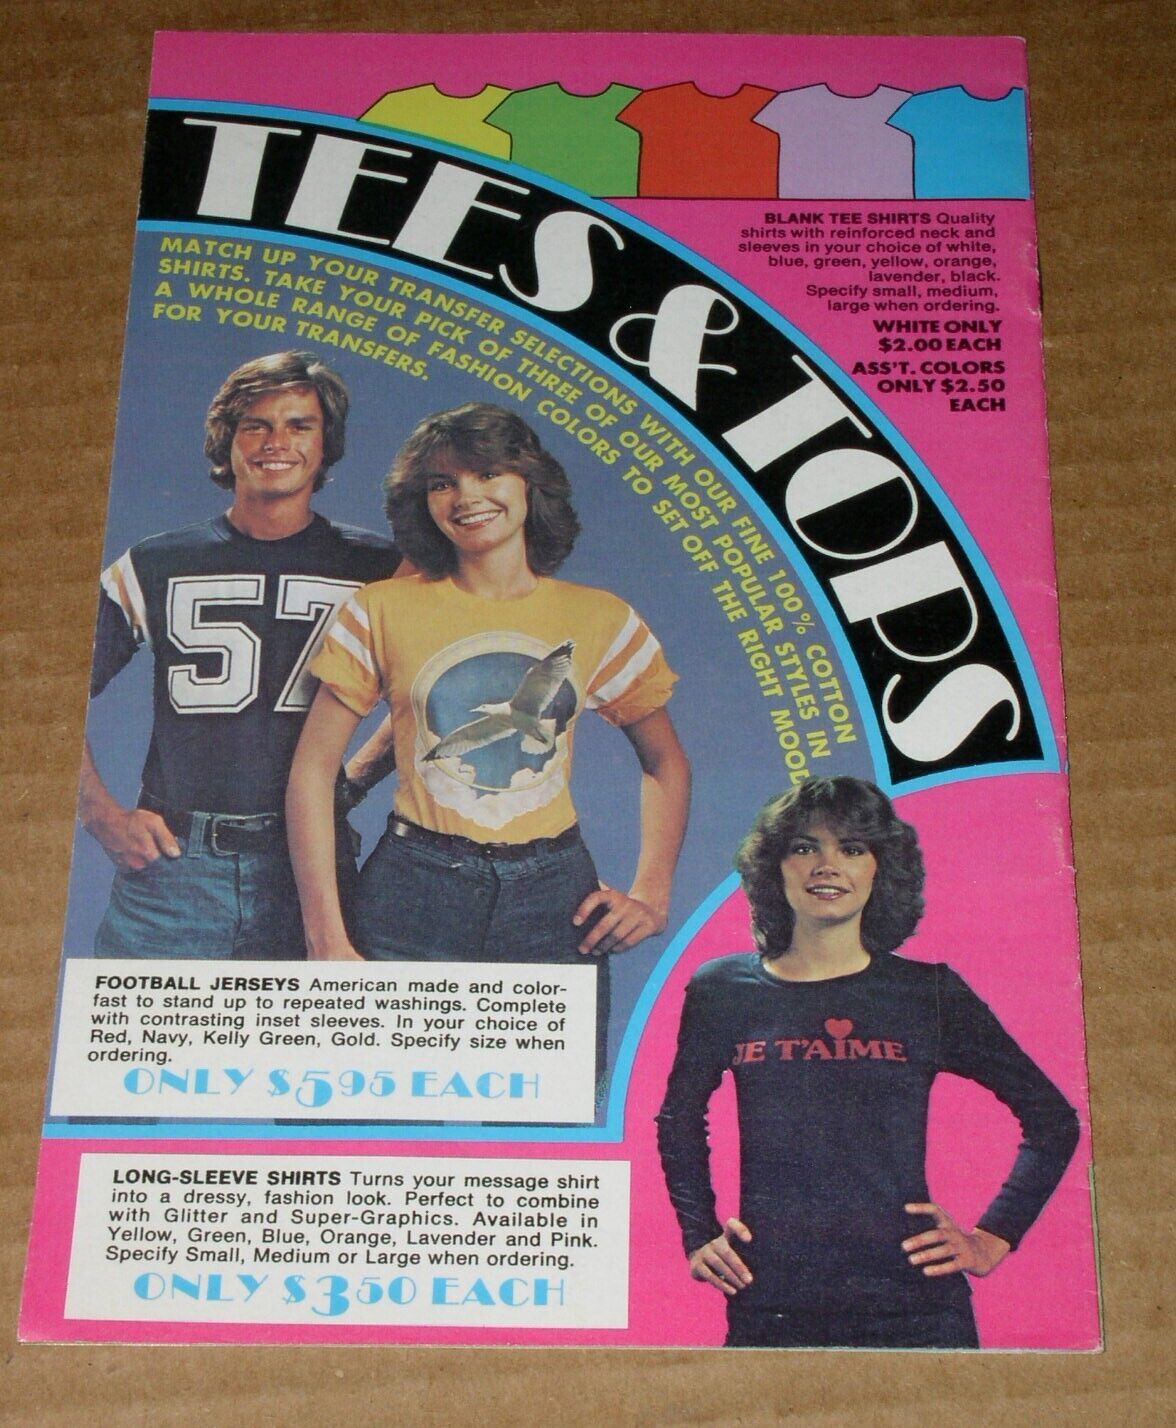 TEES & TOPS
BLANK TEE SHIRTS Quality
shirts with reinforced neck and
sleeves in your choice of white,
blue, green, yellow, orange,
lavender, black.
Specify small, medium,
large when ordering.
WHITE ONLY
$2.00 EACH
ASS'T. COLORS
ONLY $2.50
EACH
MATCH UP YOUR TRANSFER SELECTIONS WITH OUR FINE 100% COTTON
SHIRTS. TAKE YOUR PICK OF THREE OF OUR MOST POPULAR STYLES IN
A WHOLE RANGE OF FASHION COLORS TO SET OFF THE RIGHT MOOD
FOR YOUR TRANSFERS.
57
JE T'AIME
FOOTBALL JERSEYS American made and color-
fast to stand up to repeated washings. Complete
with contrasting inset sleeves. In your choice of
Red, Navy, Kelly Green, Gold. Specify size when
ordering.
ONLY $5.95 EACH
LONG-SLEEVE SHIRTS Turns your message shirt
into a dressy, fashion look. Perfect to combine
with Glitter and Super-Graphics. Available in
Yellow, Green, Blue, Orange, Lavender and Pink.
Specify Small, Medium or Large when ordering.
ONLY $3.50 EACH